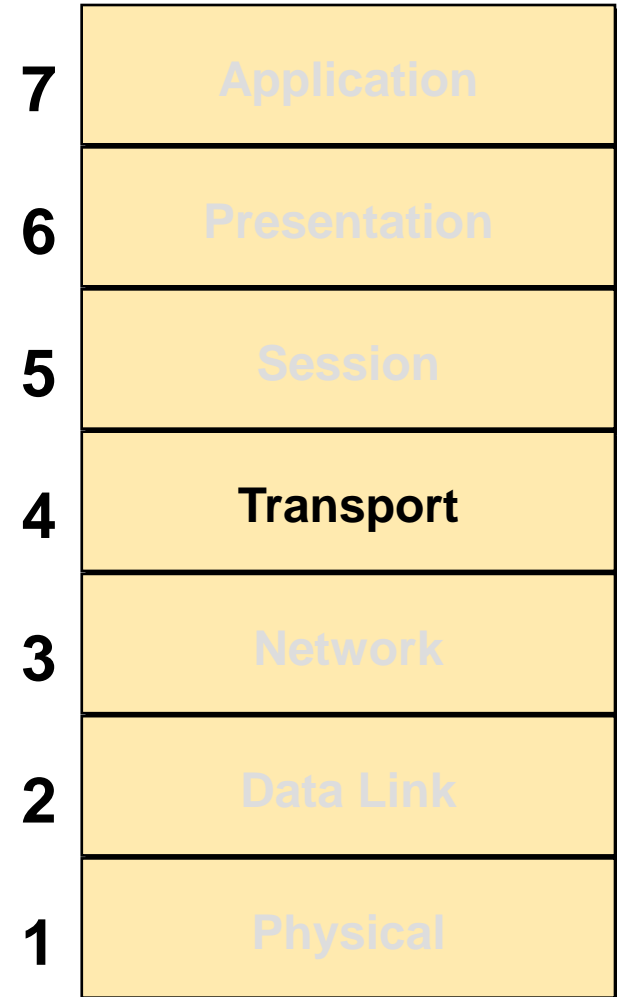 7 Application
6 Presentation
5 Session
4 Transport
3 Network
2 Data Link
1 Physical